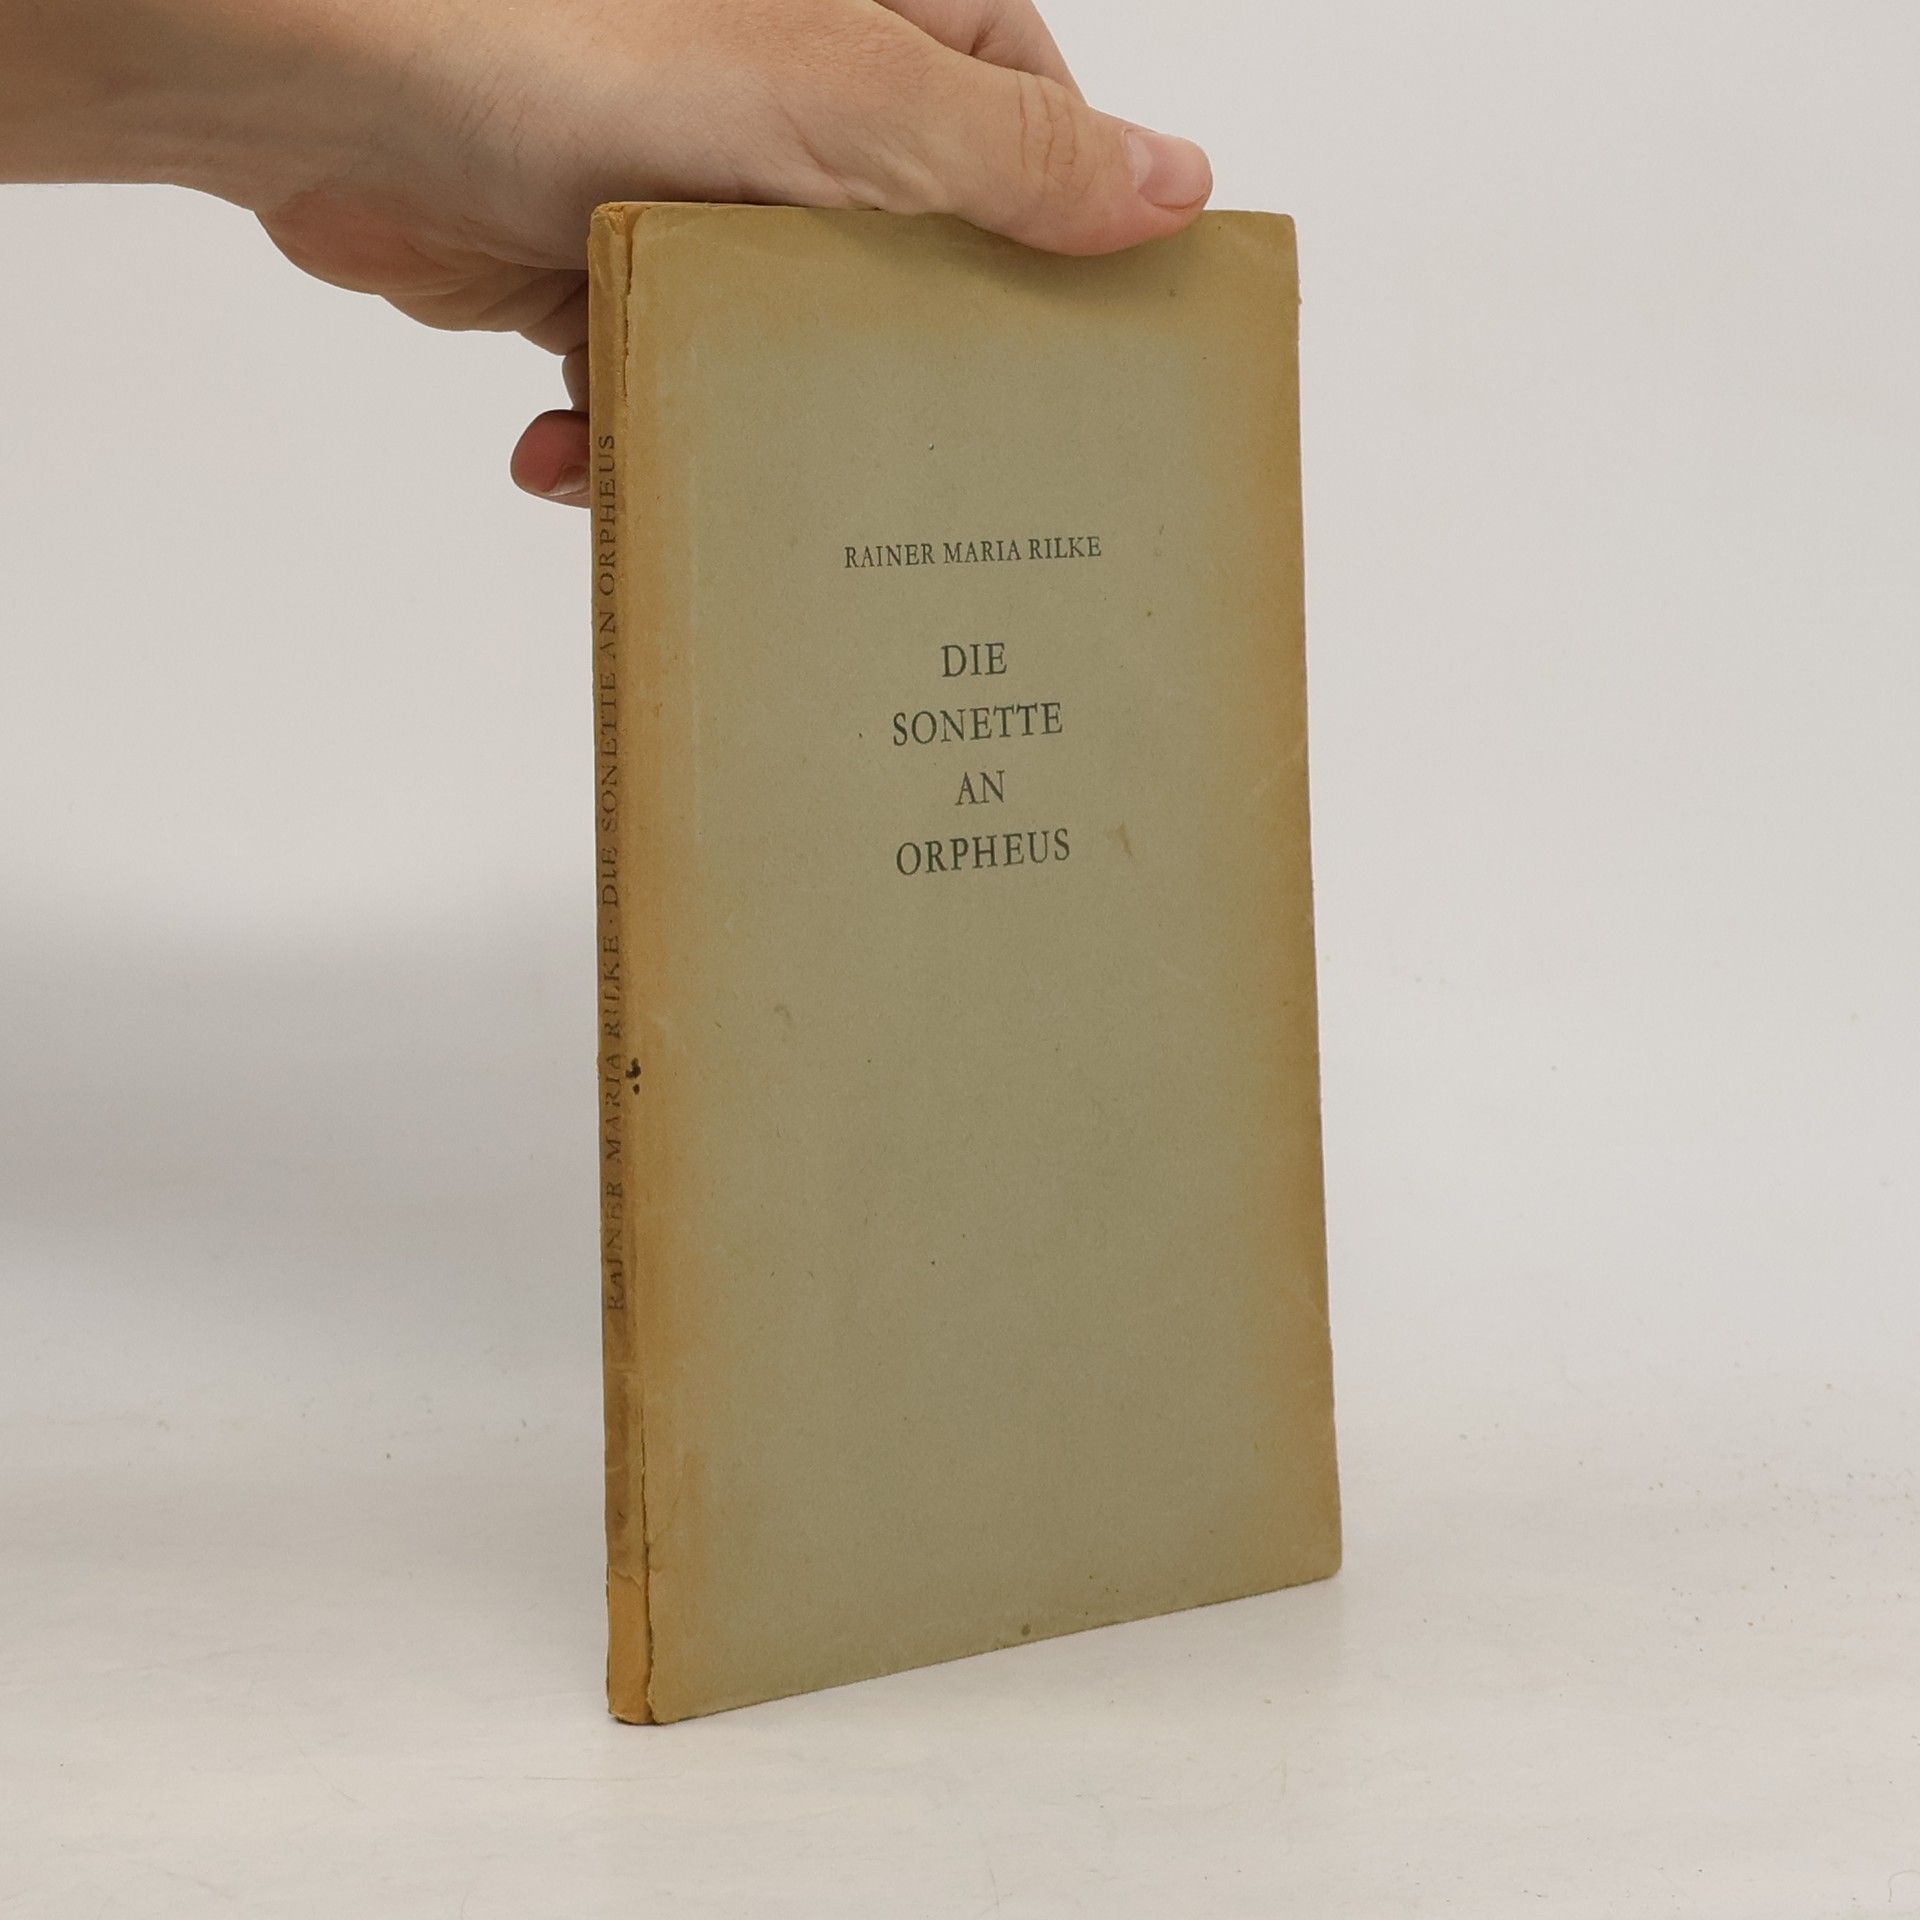 RAINER MARIA RILKE
DIE
SONETTE
AN
ORPHEUS
RAINER MARIA RILKE · DIE SONETTE AN ORPHEUS